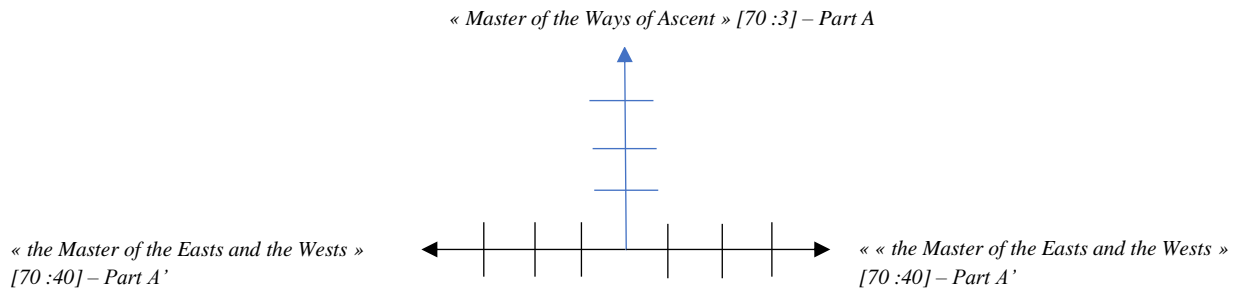 « Master of the Ways of Ascent » [70 :3] – Part A
« the Master of the Easts and the Wests »
[70 :40] – Part A’
« « the Master of the Easts and the Wests »
[70 :40] – Part A’